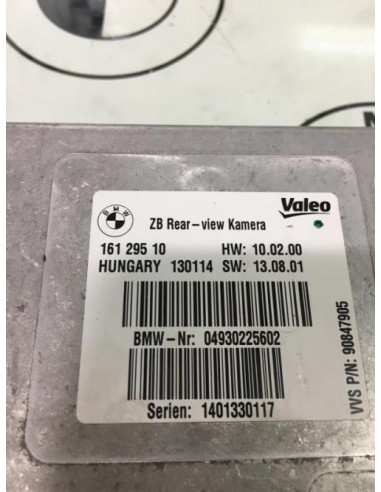 BMW
Valeo
ZB Rear-view Kamera
161 295 10 HW: 10.02.00
HUNGARY 130114 SW: 13.08.01
BMW-Nr: 04930225602
Serien: 1401330117
VVS P/N: 90847905